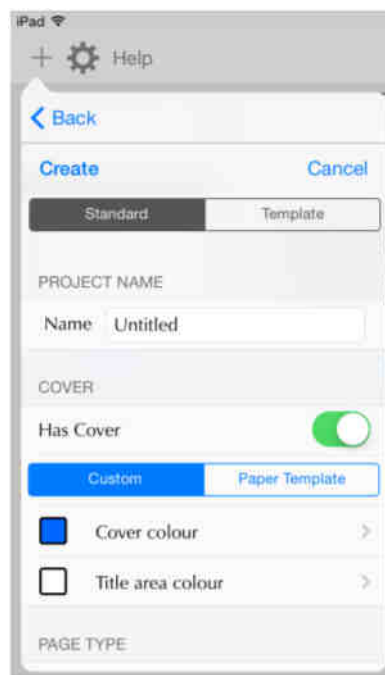 iPad
Help
Back
Create Cancel
Standard Template
PROJECT NAME
Name Untitled
COVER
Has Cover
Custom Paper Template
Cover colour
Title area colour
PAGE TYPE